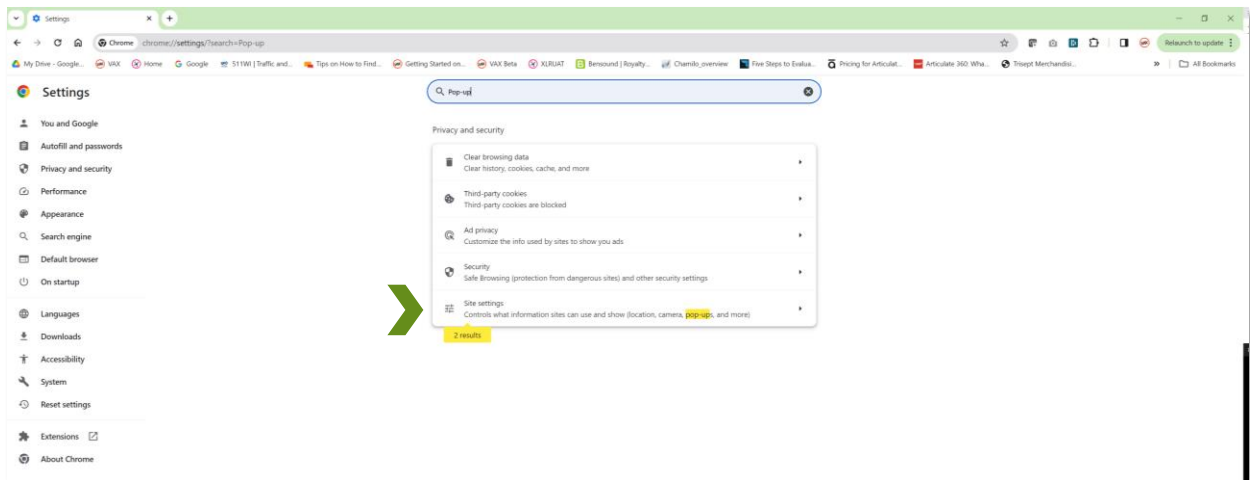 Settings
Chrome chrome://settings/?search=Pop-up Relaunch to update
My Drive - Google... VAX Home Google 511WI | Traffic and... Tips on How to Find... Getting Started on... VAX Beta XLRUAT Bensound | Royalty... Chamilo_overview Five Steps to Evalua... Pricing for Articulat... Articulate 360: Wha... Trisept Merchandisi... » All Bookmarks
Settings
Pop-up
You and Google
Autofill and passwords
Privacy and security
Performance
Appearance
Search engine
Default browser
On startup
Languages
Downloads
Accessibility
System
Reset settings
Extensions
About Chrome
Privacy and security
Clear browsing data
Clear history, cookies, cache, and more
Third-party cookies
Third-party cookies are blocked
Ad privacy
Customize the info used by sites to show you ads
Security
Safe Browsing (protection from dangerous sites) and other security settings
Site settings
Controls what information sites can use and show (location, camera, pop-ups, and more)
2 results